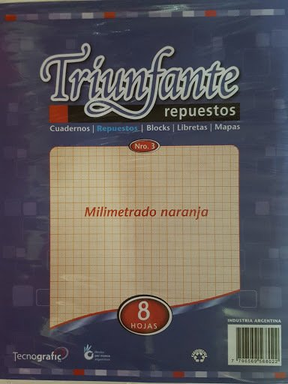 Triunfante
repuestos
Cuadernos | Repuestos | Blocks | Libretas | Mapas
Nro. 3
Milimetrado naranja
8
HOJAS
INDUSTRIA ARGENTINA
Tecnografic